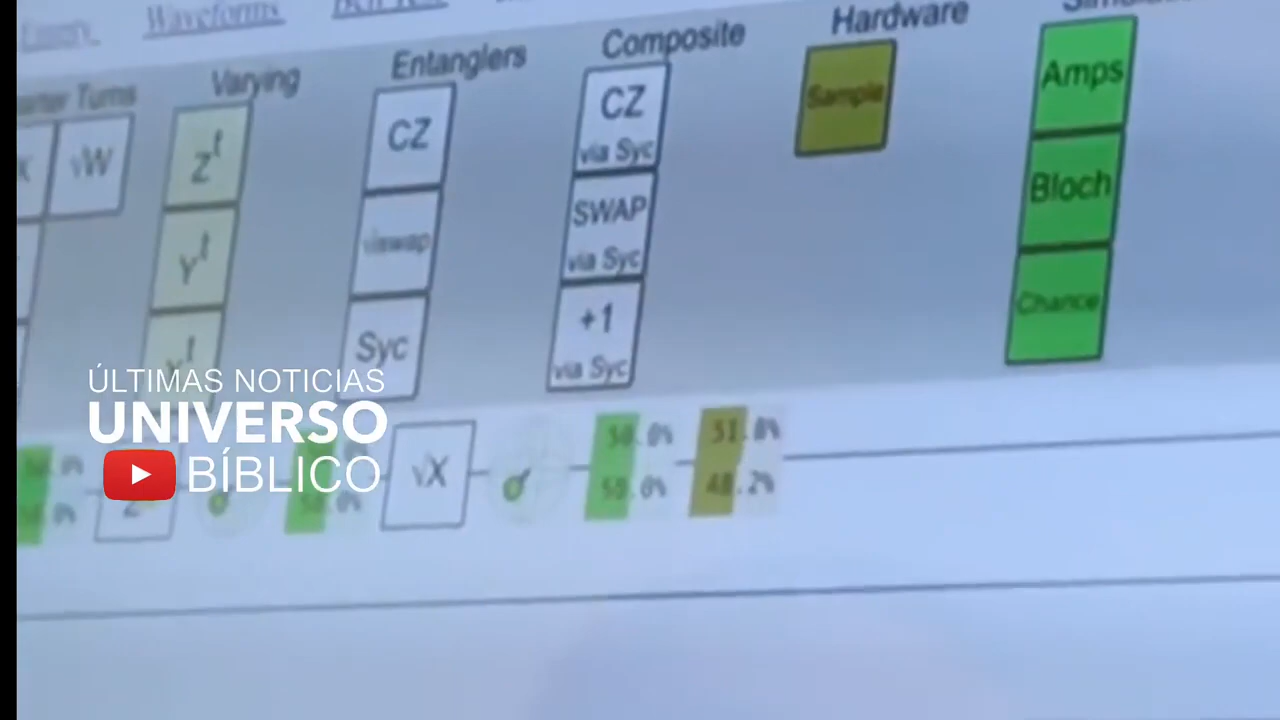 Waveforms
Varying
Entanglers
Composite
Hardware
Turns
√W
Z^t
Y^t
CZ
√iswap
Syc
CZ
via Syc
SWAP
via Syc
+1
via Syc
Sample
Amps
Bloch
Chance
√X
50.0%
50.0%
51.8%
48.2%
ÚLTIMAS NOTICIAS
UNIVERSO
BÍBLICO